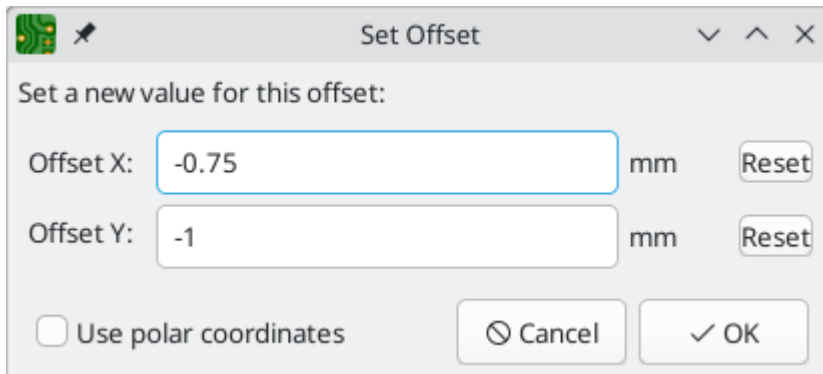 Set Offset
Set a new value for this offset:
Offset X: -0.75 mm Reset
Offset Y: -1 mm Reset
Use polar coordinates Cancel OK